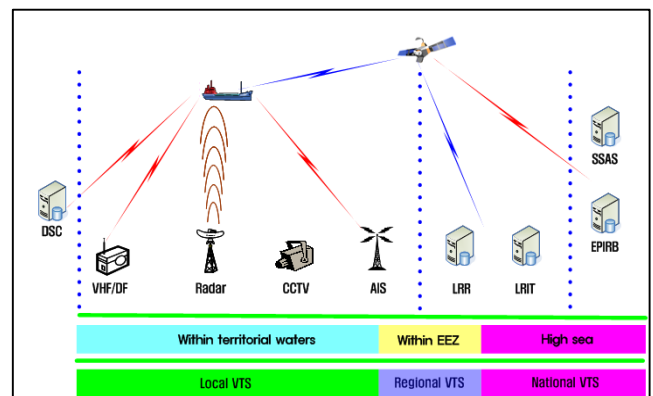 SSAS
DSC
EPIRB
VHF/DF
Radar
CCTV
AIS
LRR
LRIT
Within territorial waters
Within EEZ
High sea
Local VTS
Regional VTS
National VTS